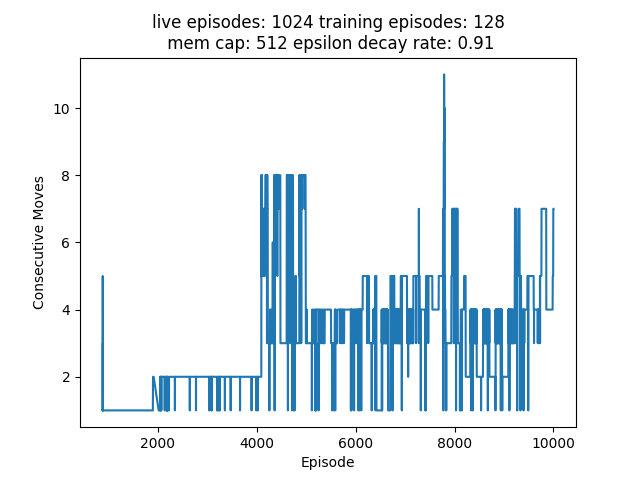 live episodes: 1024 training episodes: 128
mem cap: 512 epsilon decay rate: 0.91
10
8
6
4
2
Consecutive Moves
2000 4000 6000 8000 10000
Episode